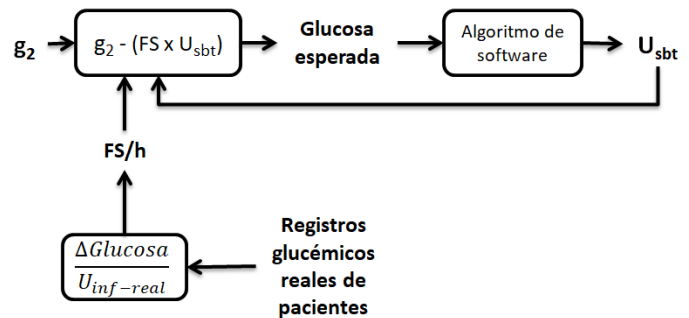 g2
g2 - (FS x Usbt)
Glucosa
esperada
Algoritmo de
software
Usbt
FS/h
ΔGlucosa
Uinf−real
Registros
glucémicos
reales de
pacientes